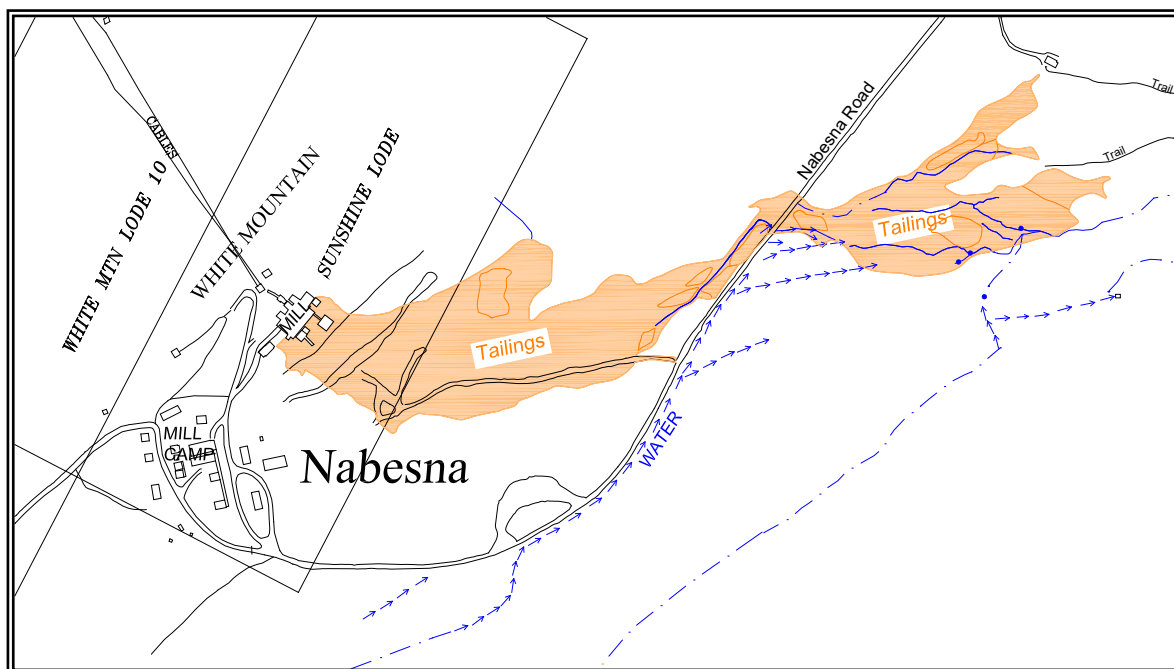 Trail
Nabesna Road
CABLES
Trail
WHITE MTN LODE 10
WHITE MOUNTAIN
SUNSHINE LODE
Tailings
MILL
Tailings
WATER
MILL
CAMP
Nabesna